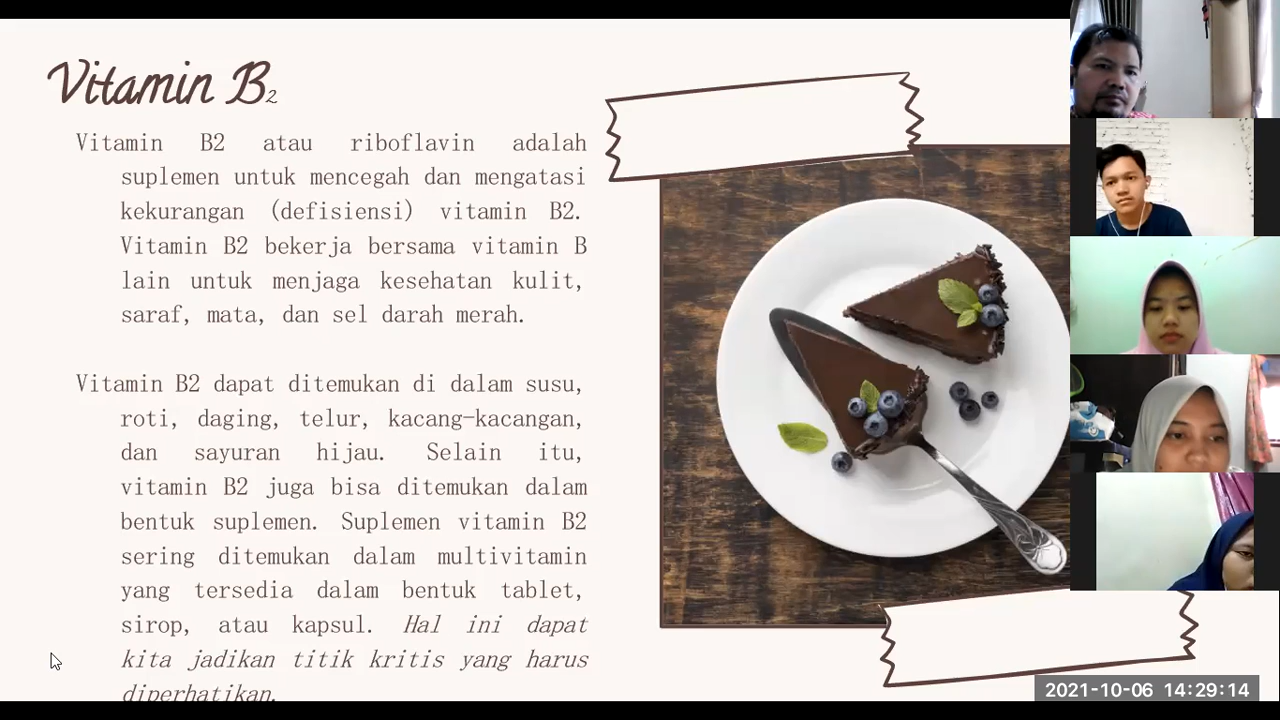 Vitamin B2
Vitamin B2 atau riboflavin adalah
suplemen untuk mencegah dan mengatasi
kekurangan (defisiensi) vitamin B2.
Vitamin B2 bekerja bersama vitamin B
lain untuk menjaga kesehatan kulit,
saraf, mata, dan sel darah merah.
Vitamin B2 dapat ditemukan di dalam susu,
roti, daging, telur, kacang-kacangan,
dan sayuran hijau. Selain itu,
vitamin B2 juga bisa ditemukan dalam
bentuk suplemen. Suplemen vitamin B2
sering ditemukan dalam multivitamin
yang tersedia dalam bentuk tablet,
sirop, atau kapsul. Hal ini dapat
kita jadikan titik kritis yang harus
diperhatikan.
2021-10-06 14:29:14